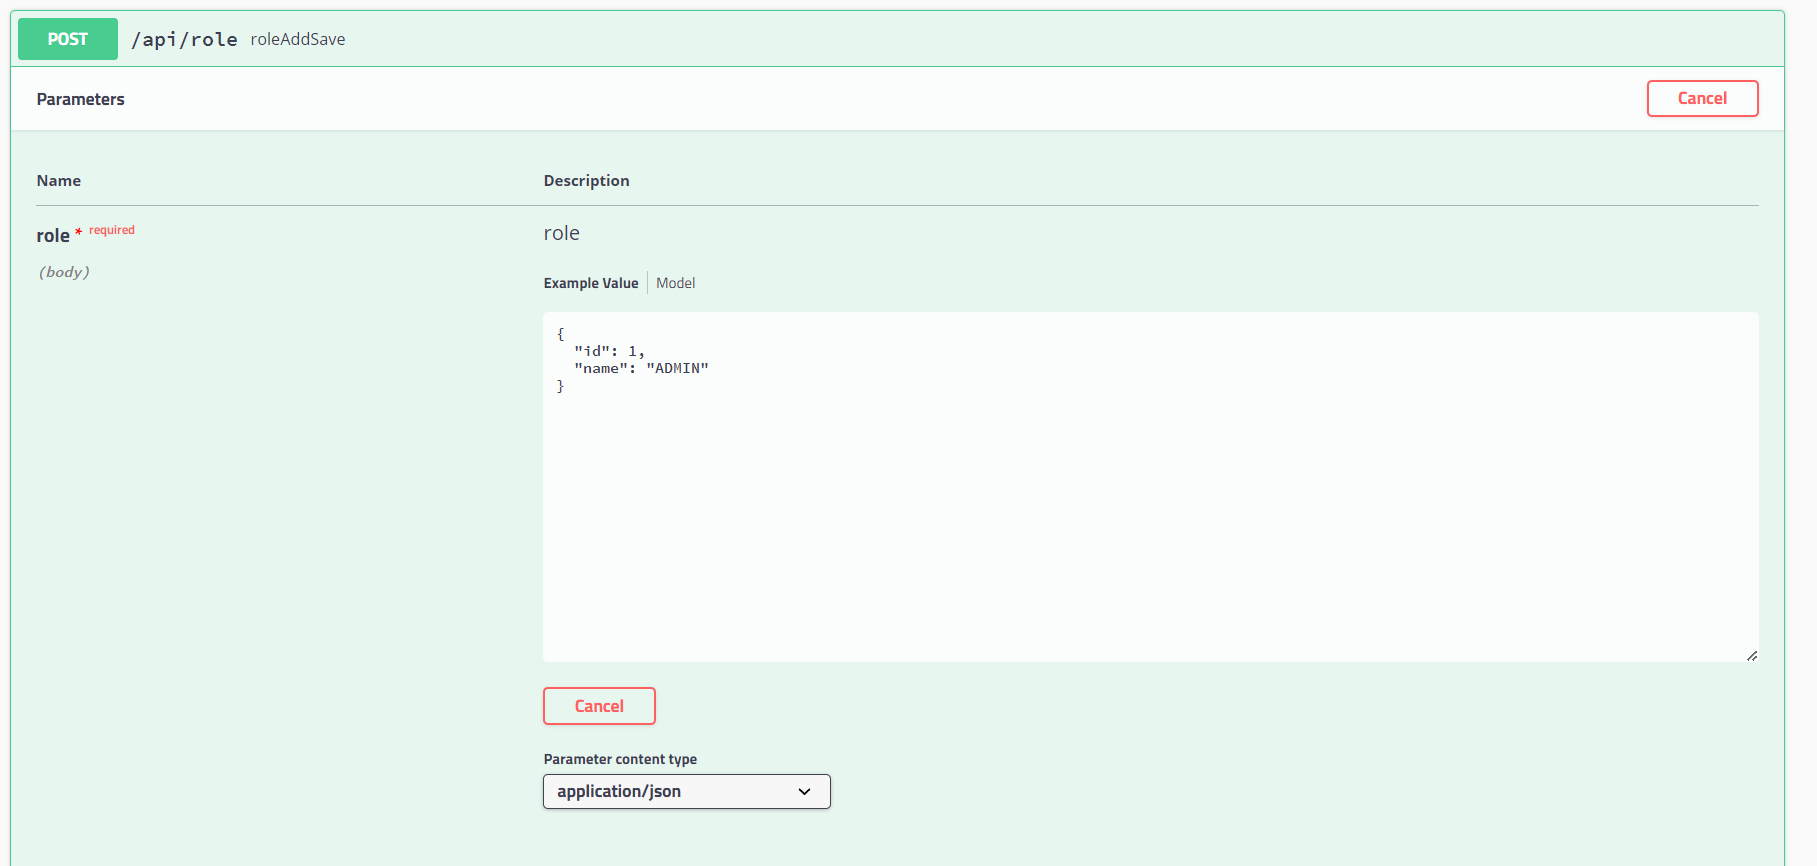 POST /api/role roleAddSave
Parameters Cancel
Name Description
role * required role
(body)
Example Value Model
{
  "id": 1,
  "name": "ADMIN"
}
Cancel
Parameter content type
application/json